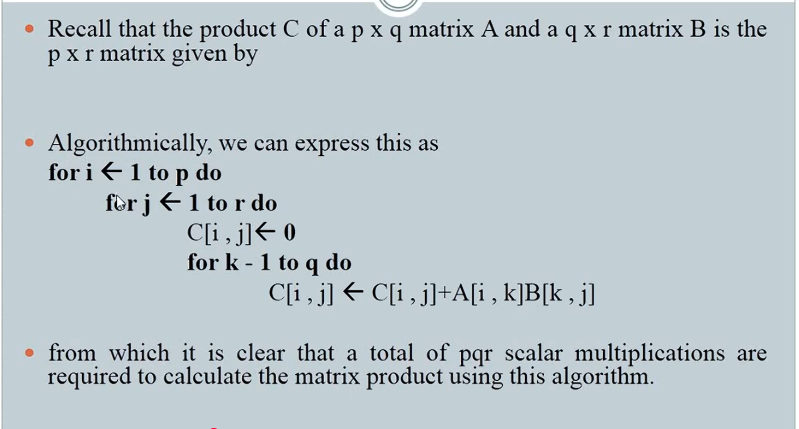 • Recall that the product C of a p x q matrix A and a q x r matrix B is the
p x r matrix given by
• Algorithmically, we can express this as
for i ← 1 to p do
for j ← 1 to r do
C[i , j]← 0
for k - 1 to q do
C[i , j] ← C[i , j]+A[i , k]B[k , j]
• from which it is clear that a total of pqr scalar multiplications are
required to calculate the matrix product using this algorithm.